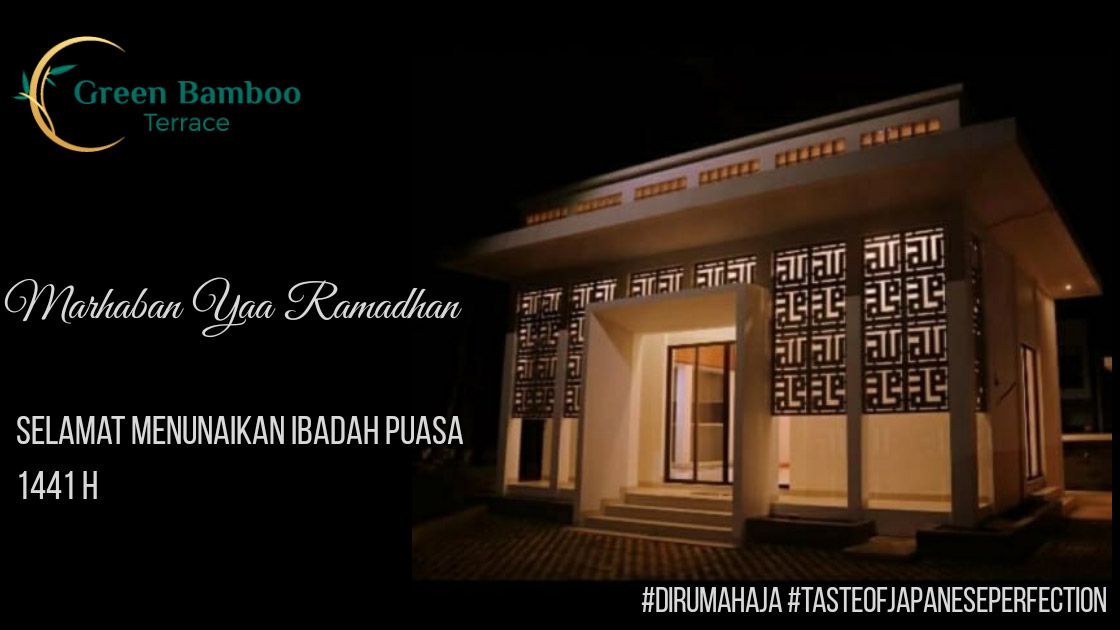 Green Bamboo
Terrace
Marhaban Yaa Ramadhan
SELAMAT MENUNAIKAN IBADAH PUASA
1441 H
#DIRUMAHAJA #TASTEOFJAPANESEPERFECTION